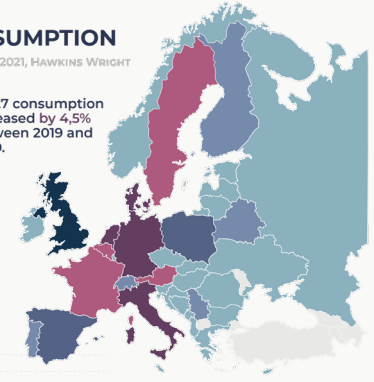 SUMPTION
2021, HAWKINS WRIGHT
7 consumption
eased by 4,5%
ween 2019 and